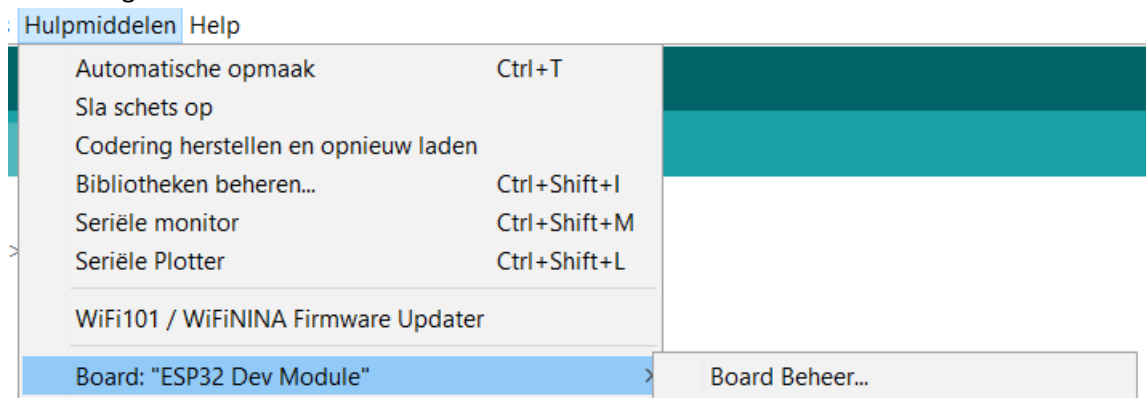 Hulpmiddelen Help
Automatische opmaak Ctrl+T
Sla schets op
Codering herstellen en opnieuw laden
Bibliotheken beheren... Ctrl+Shift+I
Seriële monitor Ctrl+Shift+M
Seriële Plotter Ctrl+Shift+L
WiFi101 / WiFiNINA Firmware Updater
Board: "ESP32 Dev Module" > Board Beheer...